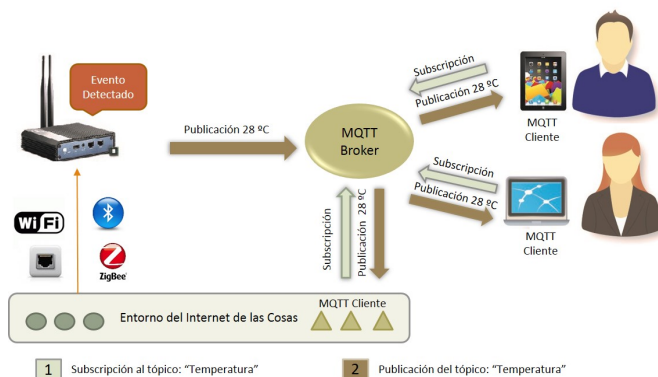 Evento
Detectado
Publicación 28 ºC
MQTT
Broker
Subscripción
Publicación 28 ºC
MQTT
Cliente
Subscripción
Publicación 28 ºC
MQTT
Cliente
Subscripción
Publicación 28 ºC
WiFi
ZigBee
Entorno del Internet de las Cosas
MQTT Cliente
1 Subscripción al tópico: “Temperatura”
2 Publicación del tópico: “Temperatura”